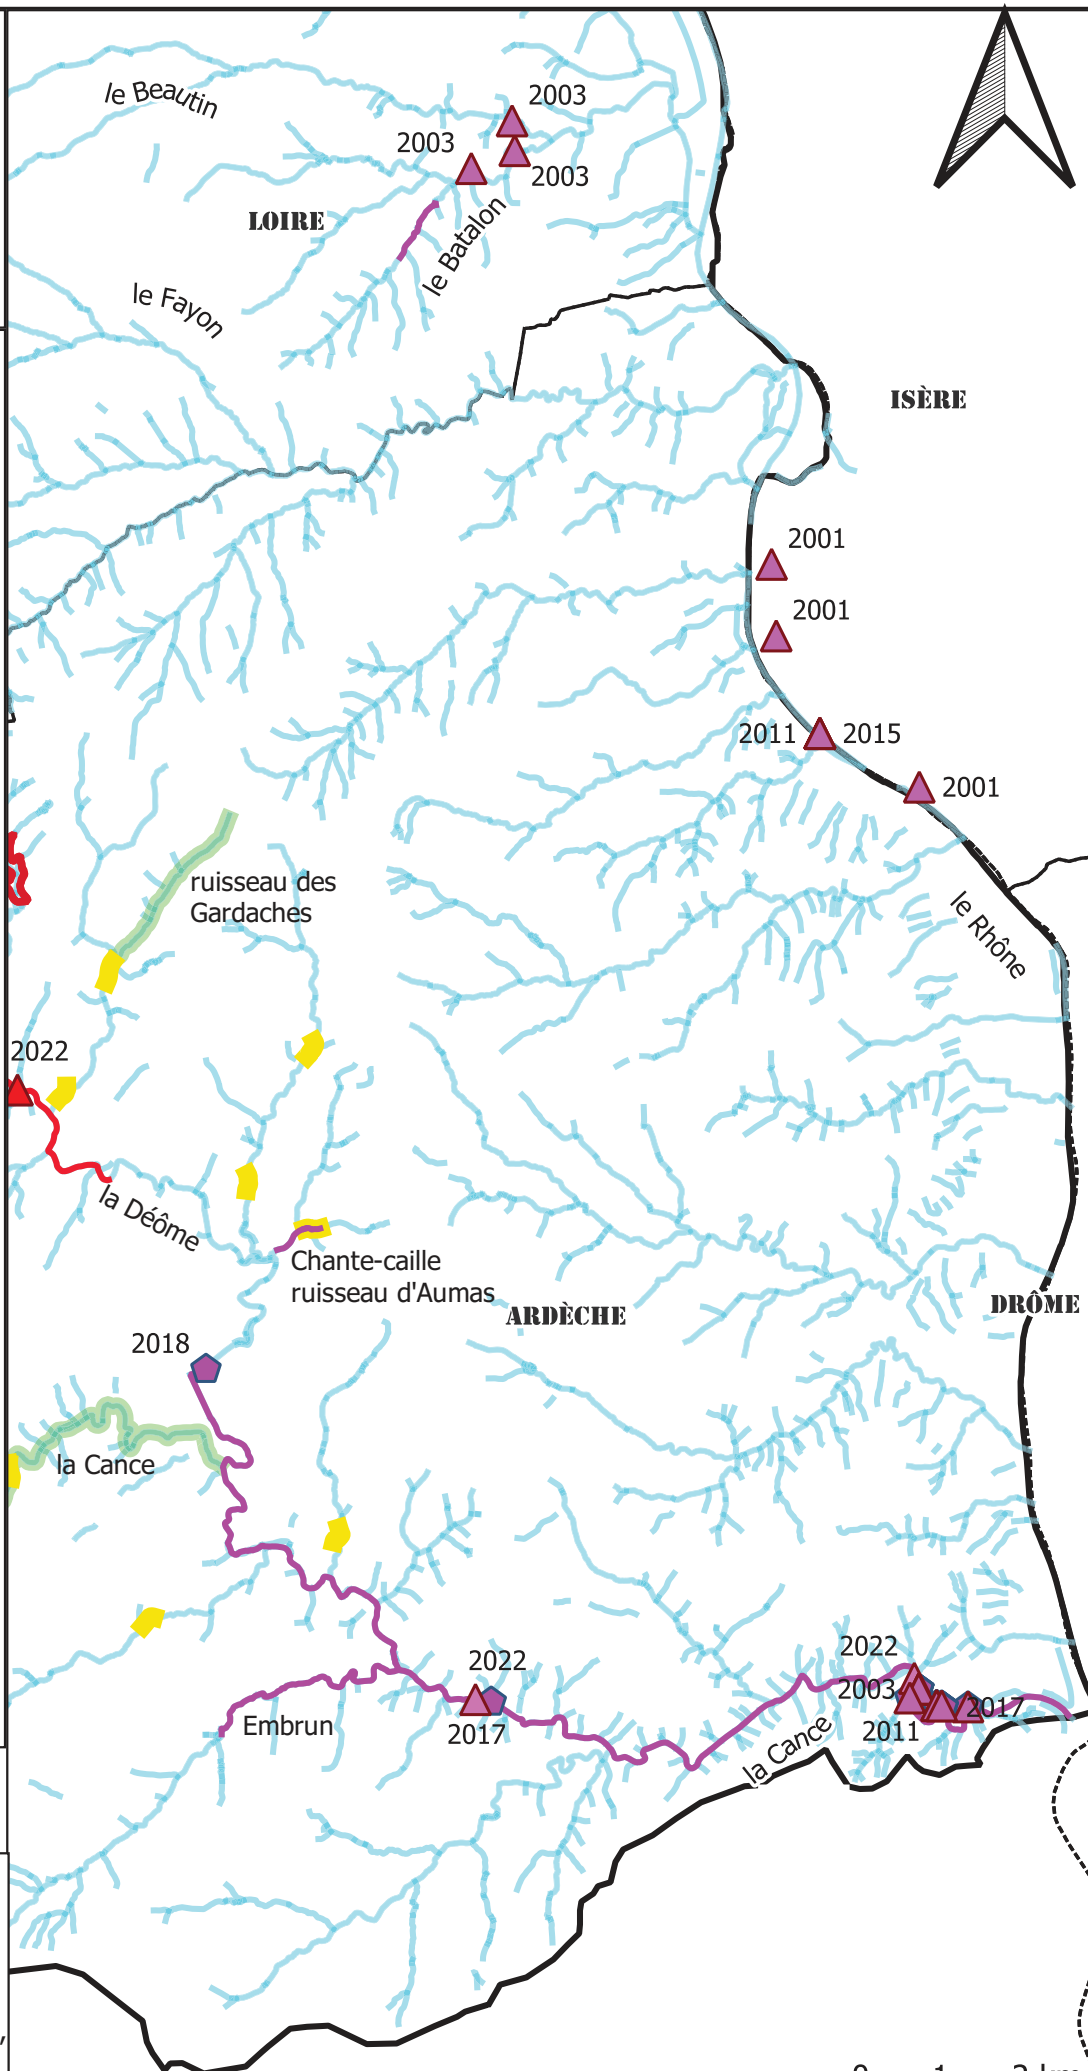 le Beautin
2003
2003
2003
LOIRE
le Batalon
le Fayon
ISÈRE
2001
2001
2011
2015
2001
ruisseau des
Gardaches
le Rhône
2022
la Déôme
Chante-caille
ruisseau d'Aumas
ARDÈCHE
DRÔME
2018
la Cance
2022
2022
2003
2017
Embrun
2017
2011
la Cance